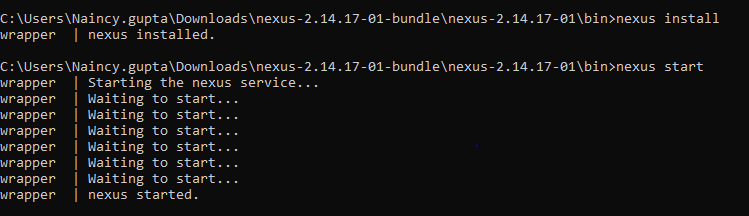 C:\Users\Naincy.gupta\Downloads\nexus-2.14.17-01-bundle\nexus-2.14.17-01\bin>nexus install
wrapper  | nexus installed.
C:\Users\Naincy.gupta\Downloads\nexus-2.14.17-01-bundle\nexus-2.14.17-01\bin>nexus start
wrapper  | Starting the nexus service...
wrapper  | Waiting to start...
wrapper  | Waiting to start...
wrapper  | Waiting to start...
wrapper  | Waiting to start...
wrapper  | Waiting to start...
wrapper  | Waiting to start...
wrapper  | nexus started.